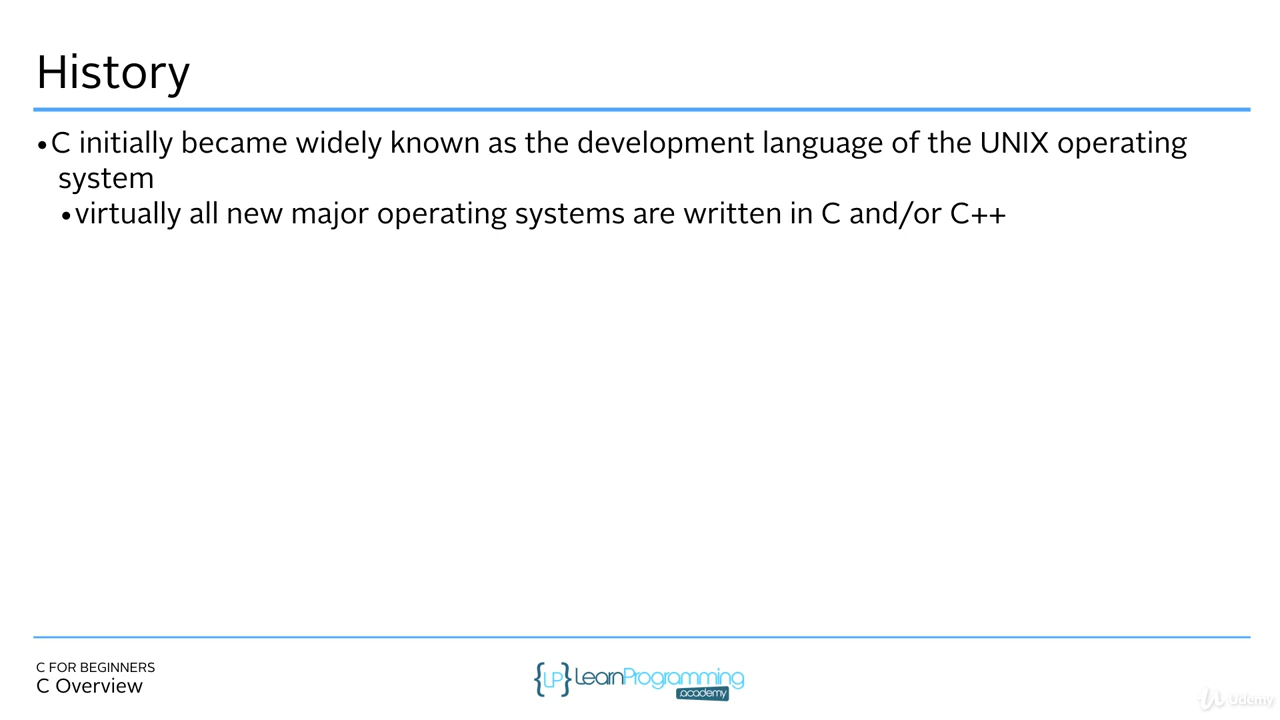 History
•C initially became widely known as the development language of the UNIX operating
system
•virtually all new major operating systems are written in C and/or C++
C FOR BEGINNERS
C Overview
{LP}LearnProgramming
.academy
Udemy